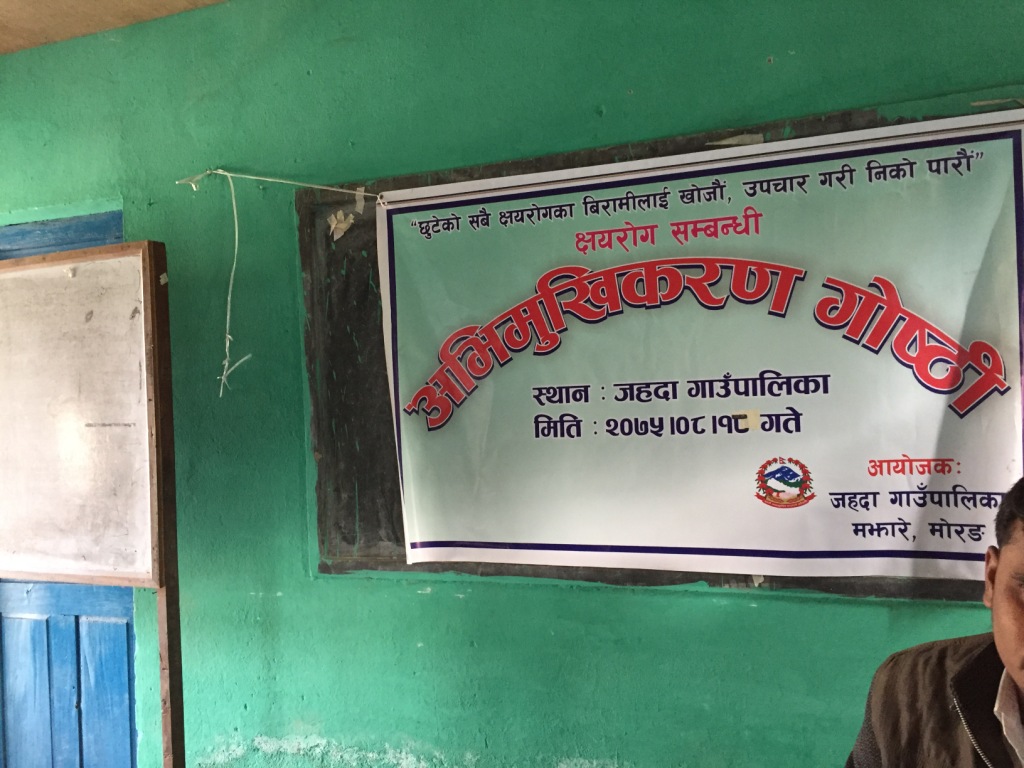 “छुटेको सबै क्षयरोगका बिरामीलाई खोजौं, उपचार गरी निको पारौं”
क्षयरोग सम्बन्धी
अभिमुखिकरण गोष्ठी
स्थान : जहदा गाउँपालिका
मिति : २०७५।०८।१८ गते
आयोजक:
जहदा गाउँपालिका
मझारे, मोरङ